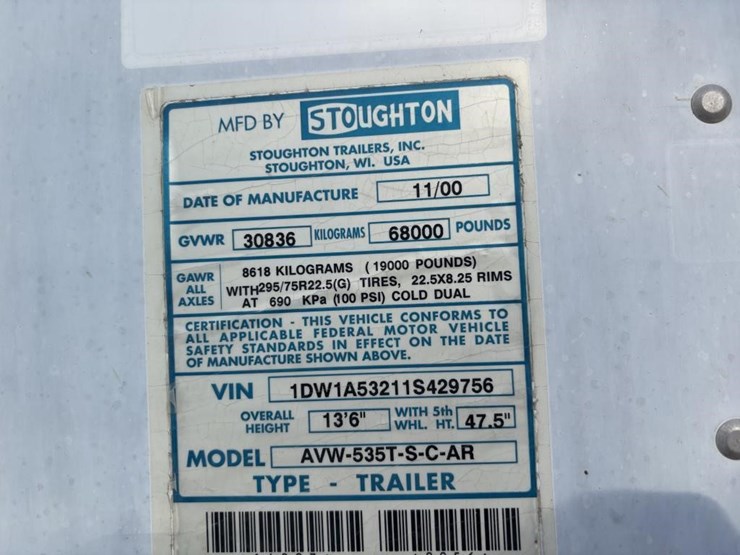 MFD BY STOUGHTON
STOUGHTON TRAILERS, INC.
STOUGHTON, WI. USA
DATE OF MANUFACTURE 11/00
GVWR 30836 KILOGRAMS 68000 POUNDS
GAWR ALL AXLES
8618 KILOGRAMS (19000 POUNDS)
WITH295/75R22.5(G) TIRES, 22.5X8.25 RIMS
AT 690 KPa (100 PSI) COLD DUAL
CERTIFICATION - THIS VEHICLE CONFORMS TO
ALL APPLICABLE FEDERAL MOTOR VEHICLE
SAFETY STANDARDS IN EFFECT ON THE DATE
OF MANUFACTURE SHOWN ABOVE.
VIN 1DW1A53211S429756
OVERALL HEIGHT 13'6" WITH 5th WHL. HT. 47.5"
MODEL AVW-535T-S-C-AR
TYPE - TRAILER